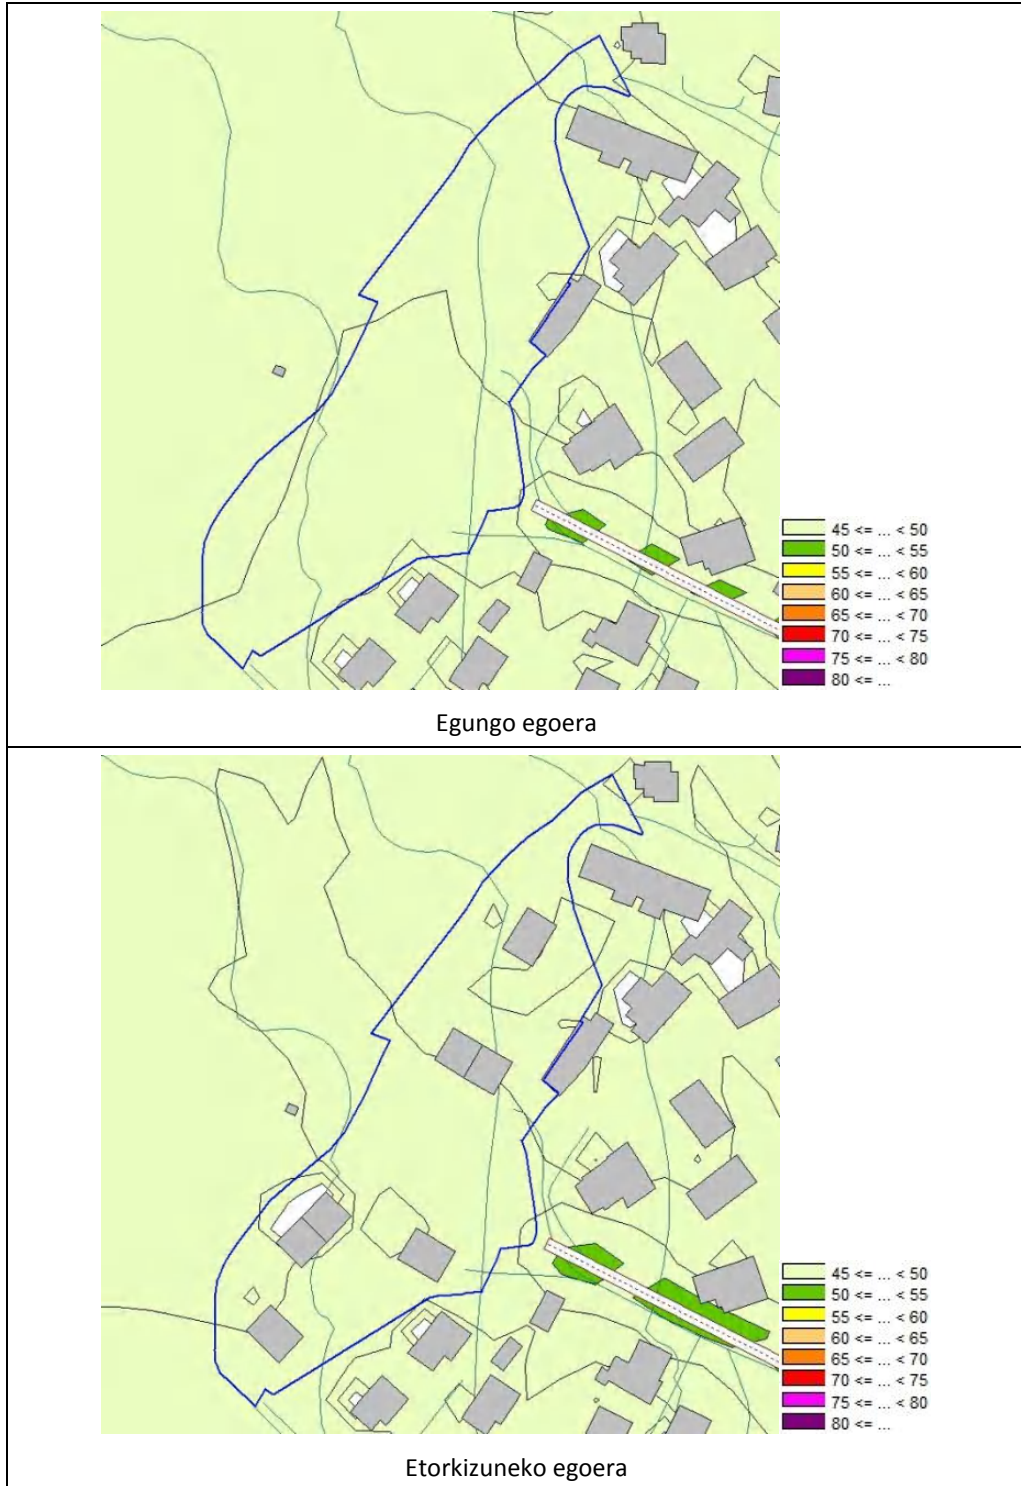 45 <= ... < 50
50 <= ... < 55
55 <= ... < 60
60 <= ... < 65
65 <= ... < 70
70 <= ... < 75
75 <= ... < 80
80 <= ...
Egungo egoera
45 <= ... < 50
50 <= ... < 55
55 <= ... < 60
60 <= ... < 65
65 <= ... < 70
70 <= ... < 75
75 <= ... < 80
80 <= ...
Etorkizuneko egoera